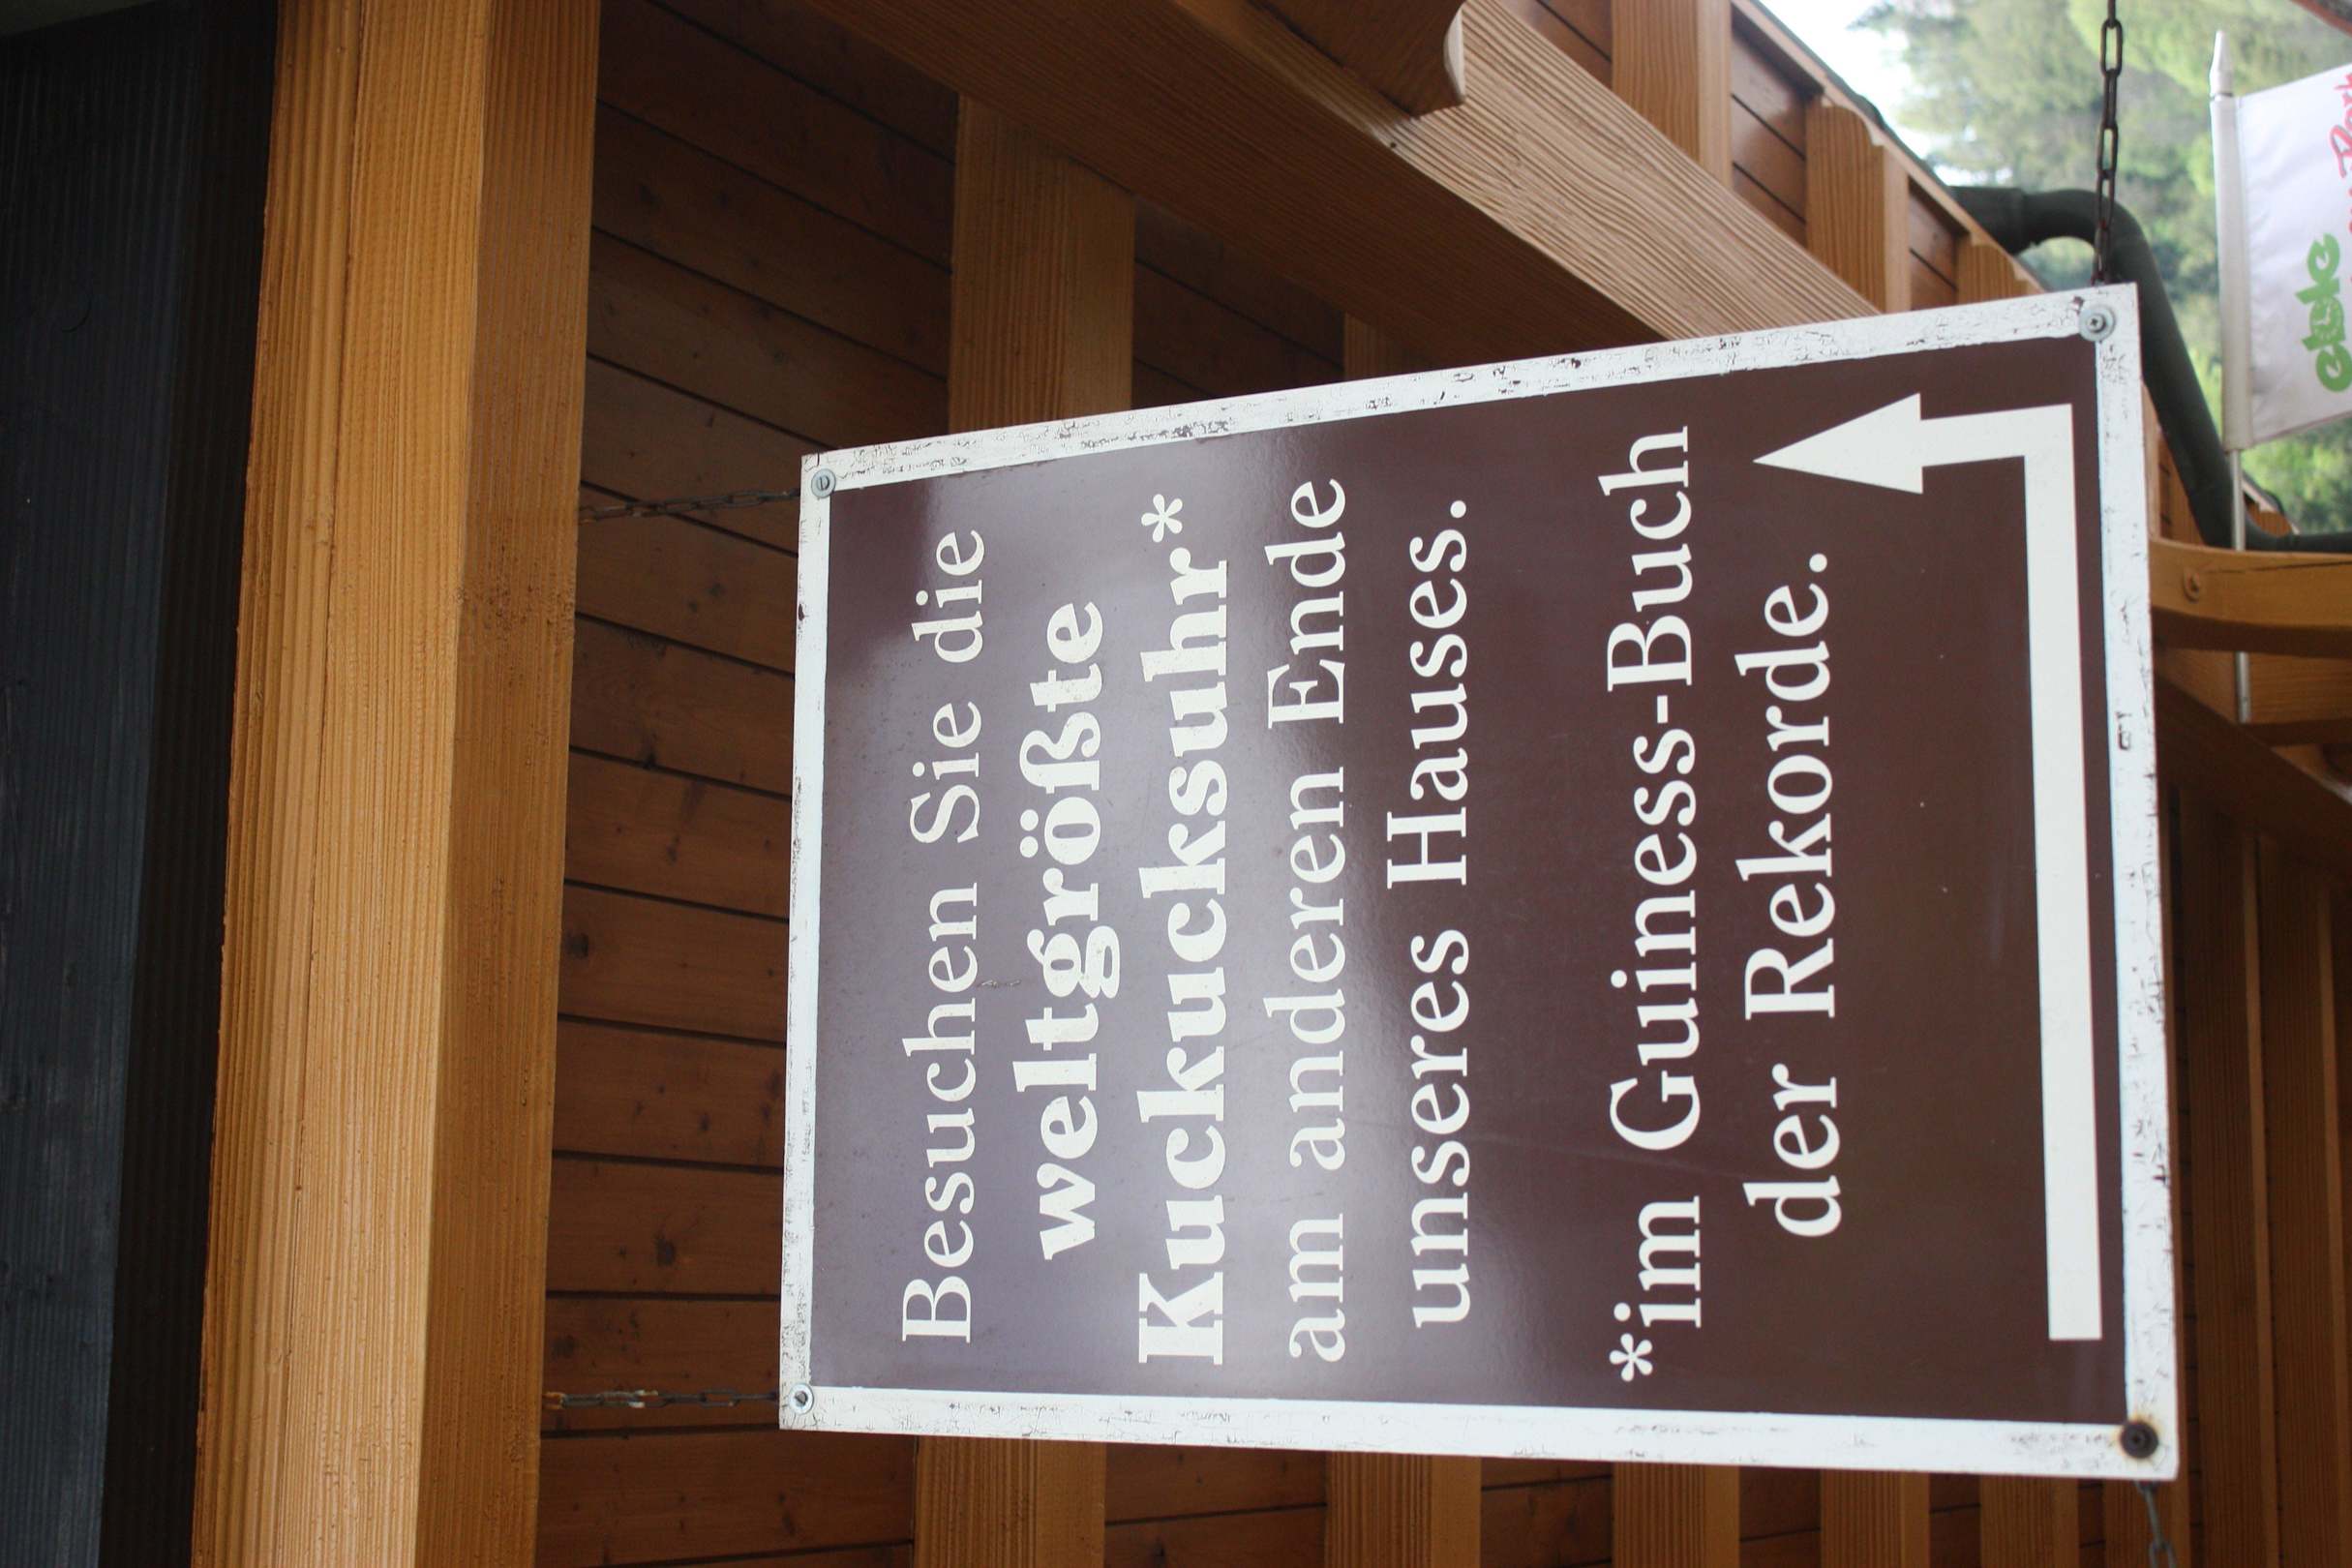 Besuchen Sie die
weltgrößte
Kuckucksuhr*
am anderen Ende
unseres Hauses.
*im Guiness-Buch
der Rekorde.